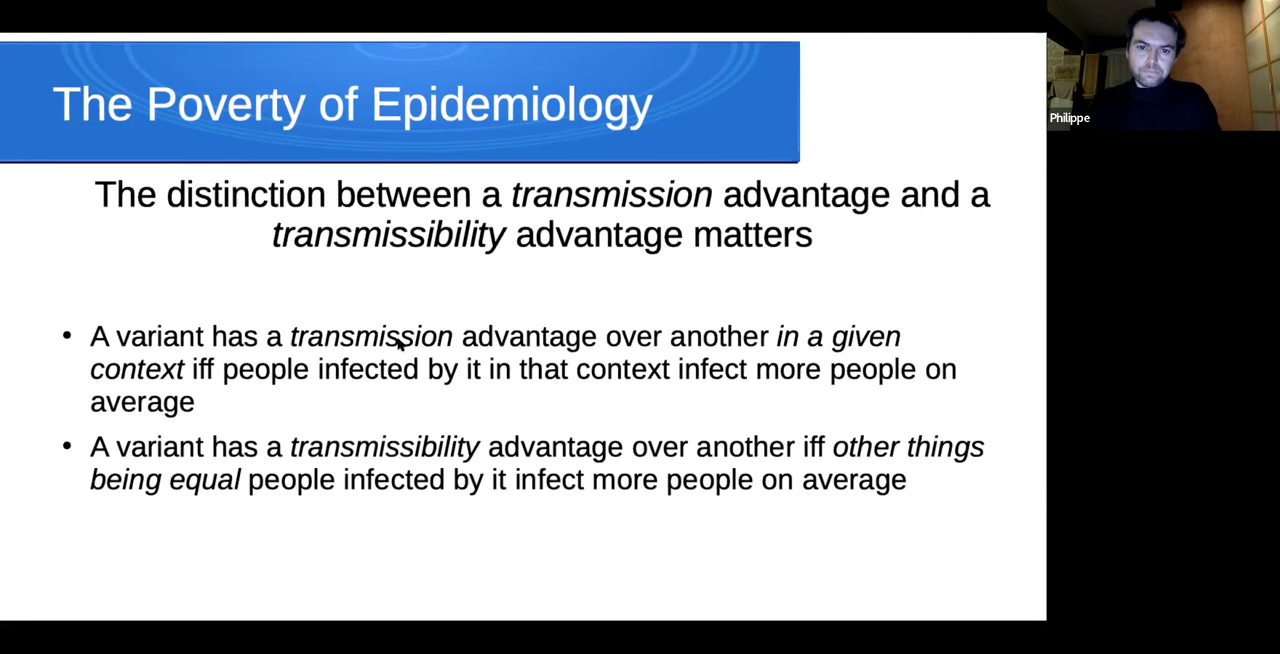 The Poverty of Epidemiology
The distinction between a transmission advantage and a
transmissibility advantage matters
• A variant has a transmission advantage over another in a given
context iff people infected by it in that context infect more people on
average
• A variant has a transmissibility advantage over another iff other things
being equal people infected by it infect more people on average
Philippe